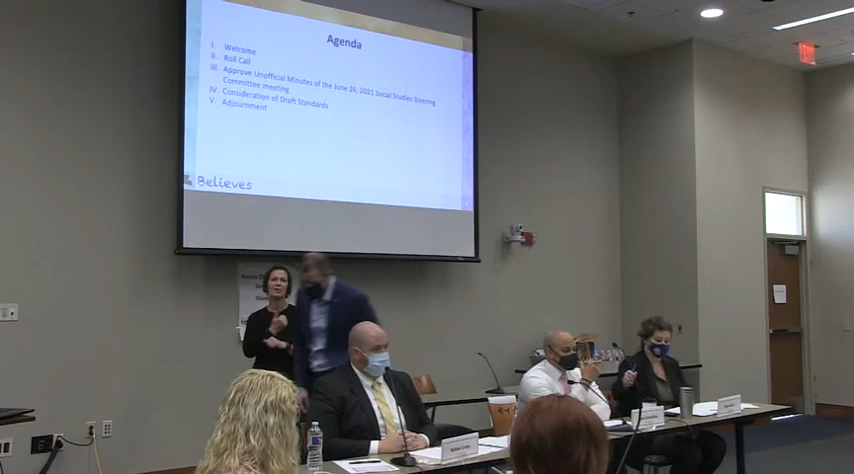 Agenda
I. Welcome
II. Roll Call
III. Approve Unofficial Minutes of the June 26, 2021 Social Studies Steering
Committee meeting
IV. Consideration of Draft Standards
V. Adjournment
Believes
EXIT